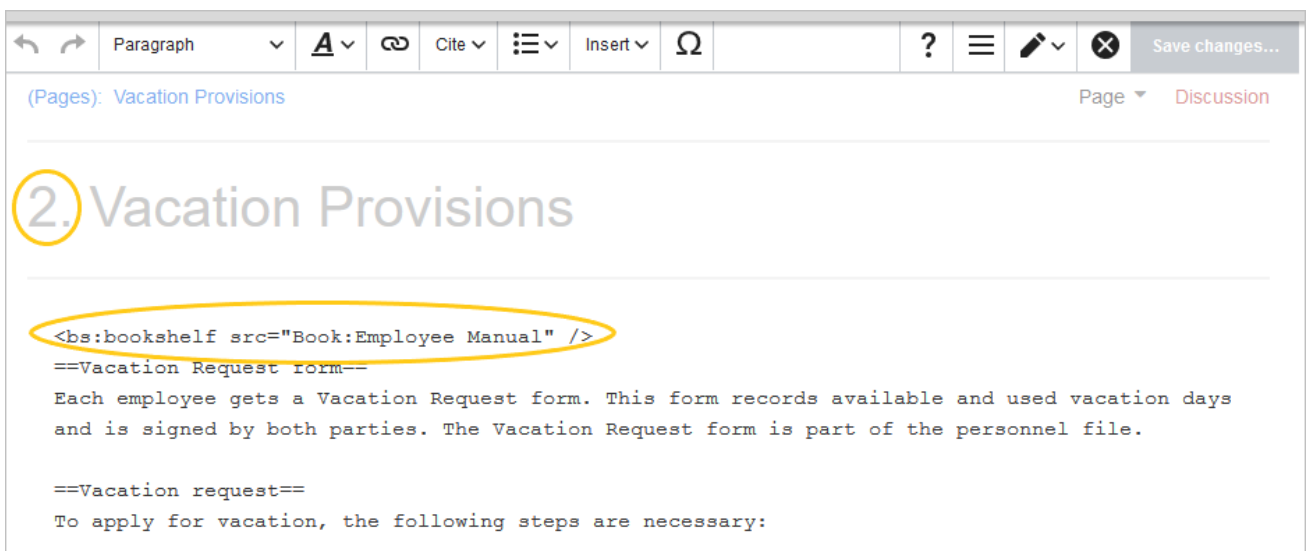 Paragraph A Cite Insert Ω ? Save changes...
(Pages): Vacation Provisions Page Discussion
2. Vacation Provisions
<bs:bookshelf src="Book:Employee Manual" />
==Vacation Request form==
Each employee gets a Vacation Request form. This form records available and used vacation days
and is signed by both parties. The Vacation Request form is part of the personnel file.
==Vacation request==
To apply for vacation, the following steps are necessary: